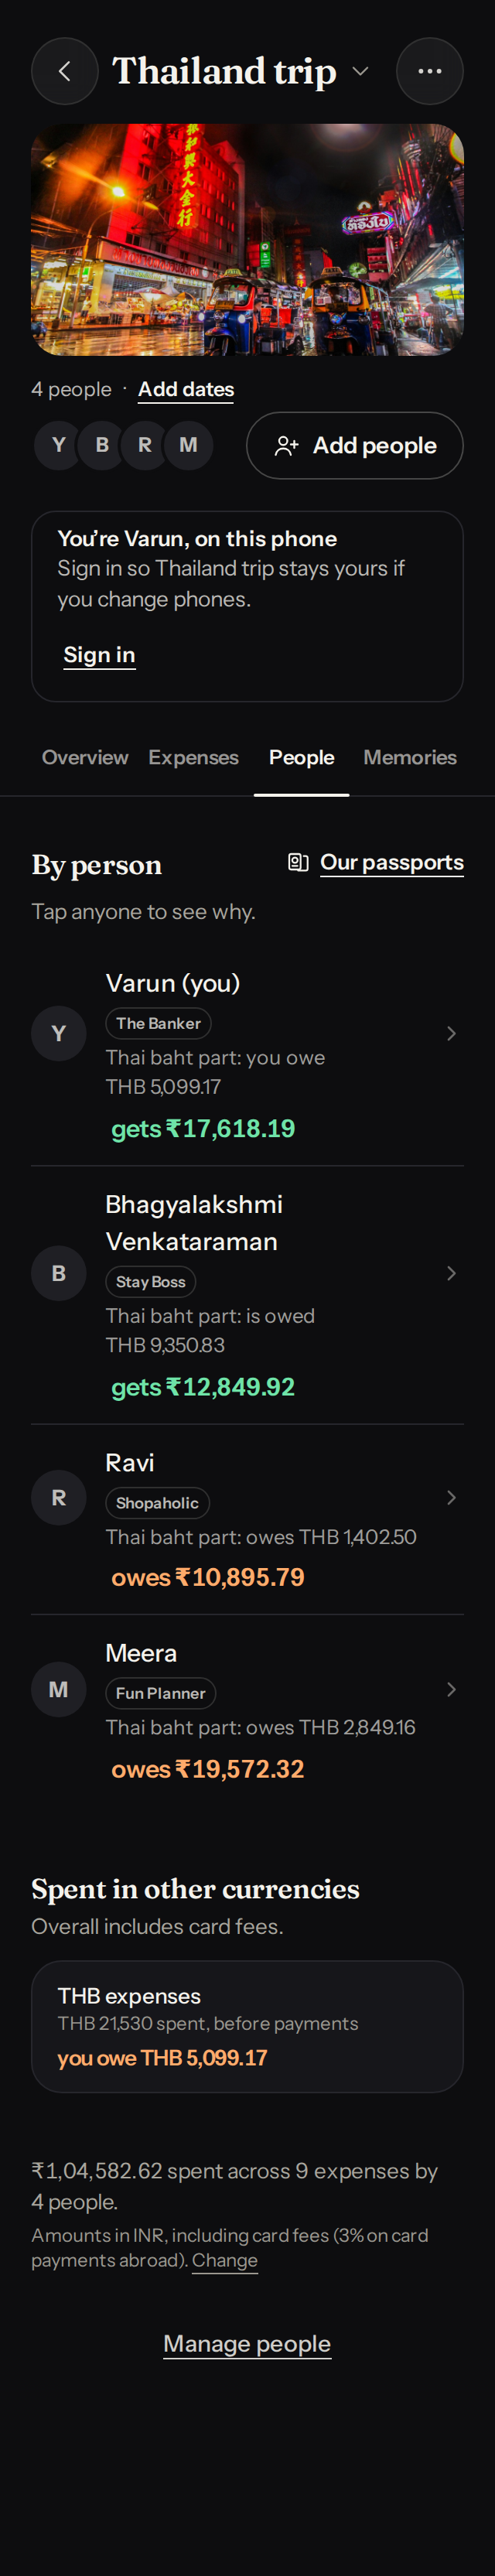 Thailand trip
大金行
4 people · Add dates
Y B R M
Add people
You're Varun, on this phone
Sign in so Thailand trip stays yours if
you change phones.
Sign in
Overview Expenses People Memories
By person
Our passports
Tap anyone to see why.
Y
Varun (you)
The Banker
Thai baht part: you owe
THB 5,099.17
gets ₹17,618.19
B
Bhagyalakshmi
Venkataraman
Stay Boss
Thai baht part: is owed
THB 9,350.83
gets ₹12,849.92
R
Ravi
Shopaholic
Thai baht part: owes THB 1,402.50
owes ₹10,895.79
M
Meera
Fun Planner
Thai baht part: owes THB 2,849.16
owes ₹19,572.32
Spent in other currencies
Overall includes card fees.
THB expenses
THB 21,530 spent, before payments
you owe THB 5,099.17
₹1,04,582.62 spent across 9 expenses by
4 people.
Amounts in INR, including card fees (3% on card
payments abroad). Change
Manage people